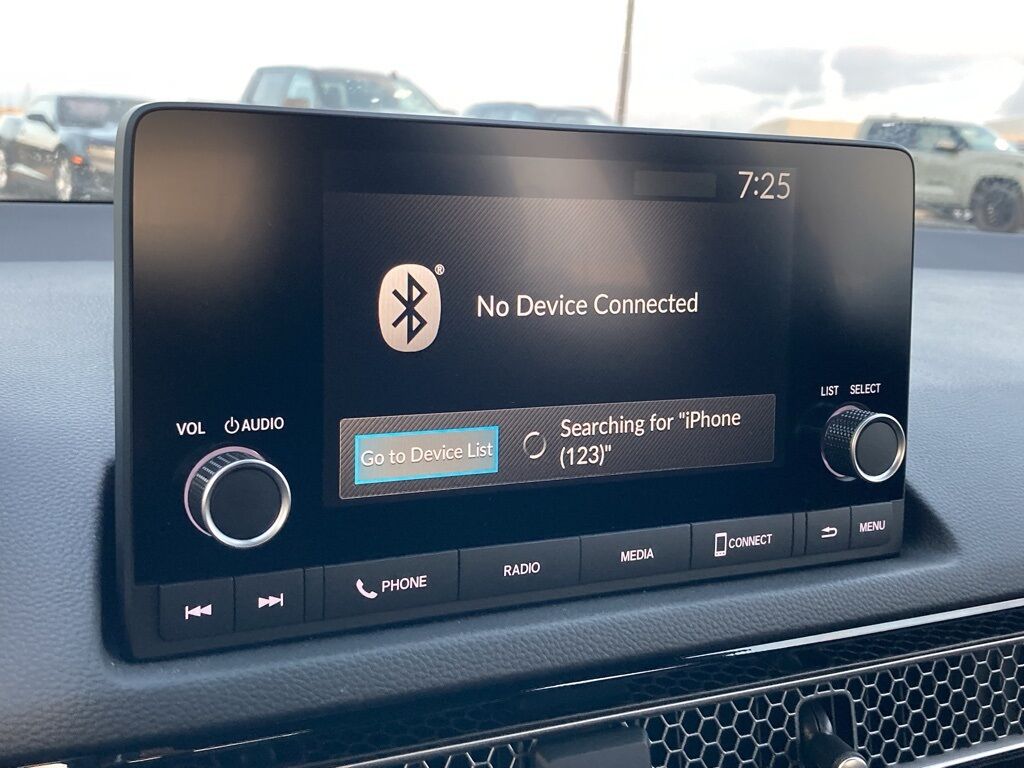 7:25
®
No Device Connected
Go to Device List
Searching for "iPhone
(123)"
VOL
AUDIO
LIST
SELECT
PHONE
RADIO
MEDIA
CONNECT
MENU